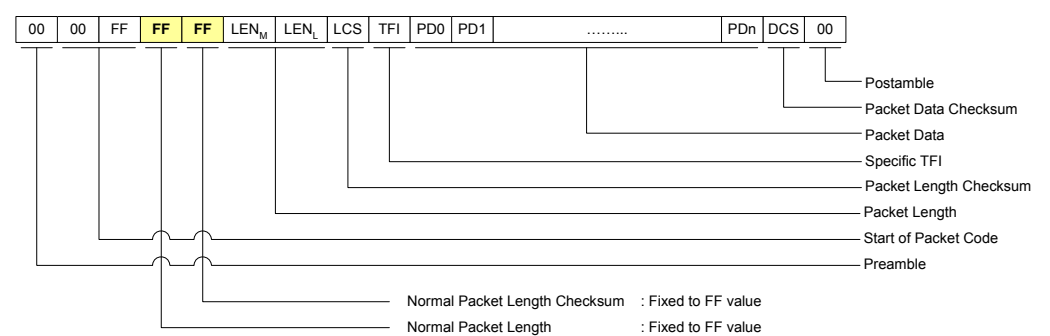 00 00 FF FF FF LENM LENL LCS TFI PD0 PD1 ……... PDn DCS 00
Postamble
Packet Data Checksum
Packet Data
Specific TFI
Packet Length Checksum
Packet Length
Start of Packet Code
Preamble
Normal Packet Length Checksum : Fixed to FF value
Normal Packet Length : Fixed to FF value